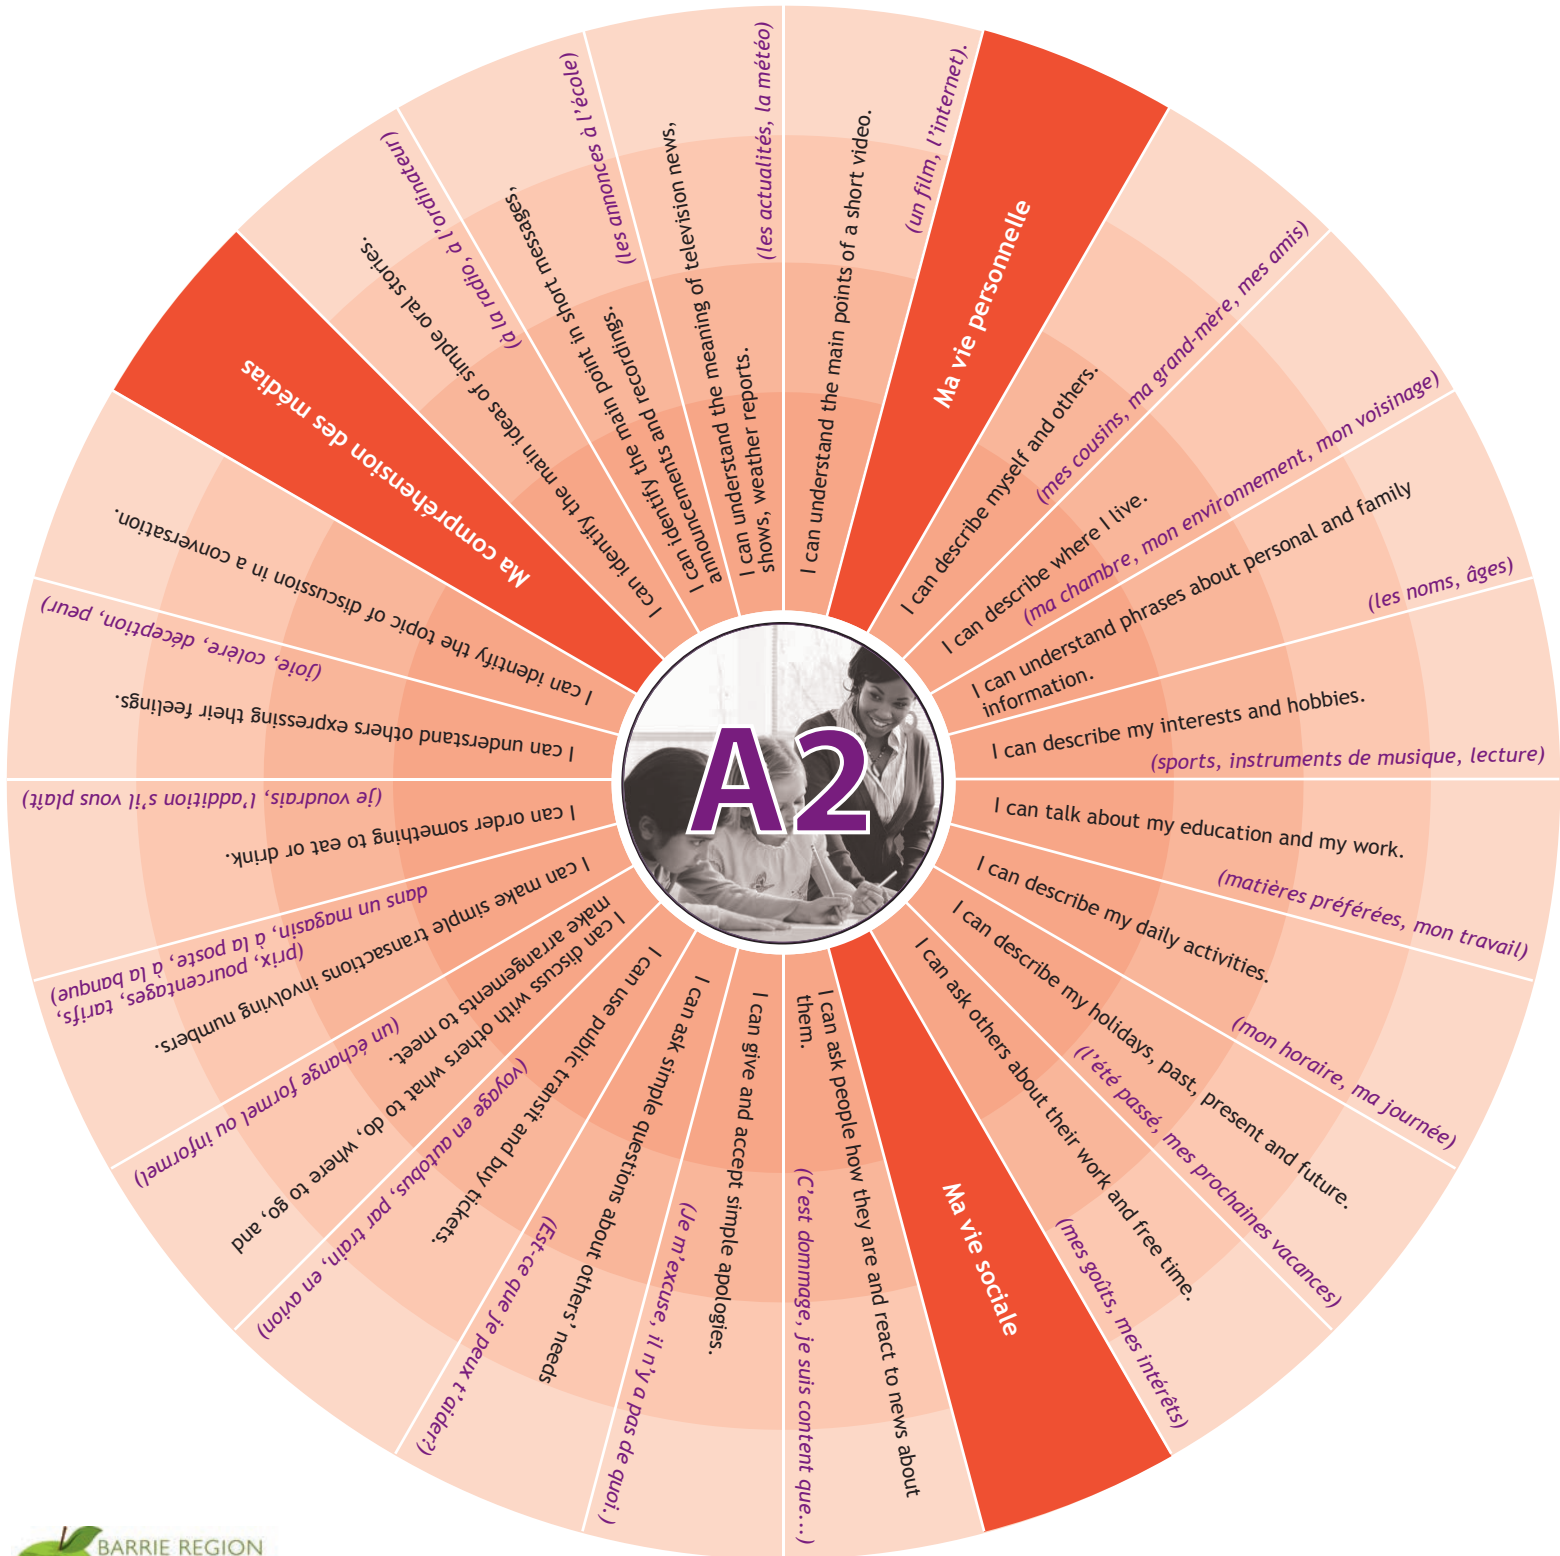 A2
Ma vie personnelle
I can describe myself and others.
(mes cousins, ma grand-mère, mes amis)
I can describe where I live.
(ma chambre, mon environnement, mon voisinage)
I can understand phrases about personal and family
information.
(les noms, âges)
I can describe my interests and hobbies.
(sports, instruments de musique, lecture)
I can talk about my education and my work.
(matières préférées, mon travail)
I can describe my daily activities.
(mon horaire, ma journée)
I can describe my holidays, past, present and future.
(l'été passé, mes prochaines vacances)
I can ask others about their work and free time.
(mes goûts, mes intérêts)
Ma vie sociale
I can ask people how they are and react to news about
them.
(C'est dommage, je suis content que...)
I can give and accept simple apologies.
(Je m'excuse, il n'y a pas de quoi.)
I can ask simple questions about others' needs
(Est-ce que je peux t'aider?)
I can use public transit and buy tickets.
(voyage en autobus, par train, en avion)
I can discuss with others what to do, where to go, and
make arrangements to meet.
(un échange formel ou informel)
I can make simple transactions involving numbers.
(prix, pourcentages, tarifs,
dans un magasin, à la poste, à la banque)
I can order something to eat or drink.
(je voudrais, l'addition s'il vous plaît)
I can understand others expressing their feelings.
(joie, colère, déception, peur)
I can identify the topic of discussion in a conversation.
Ma compréhension des médias
I can identify the main ideas of simple oral stories.
(à la radio, à l'ordinateur)
I can identify the main point in short messages,
announcements and recordings.
(les annonces à l'école)
I can understand the meaning of television news,
shows, weather reports.
(les actualités, la météo)
I can understand the main points of a short video.
(un film, l'internet).
BARRIE REGION